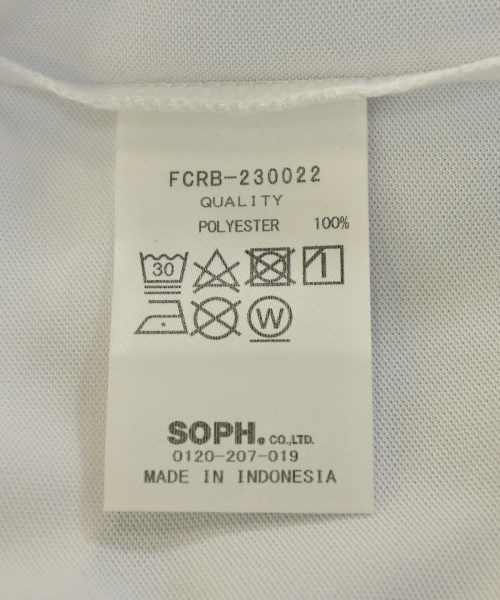 FCRB-230022
QUALITY
POLYESTER 100%
30
W
SOPH. CO.,LTD.
0120-207-019
MADE IN INDONESIA